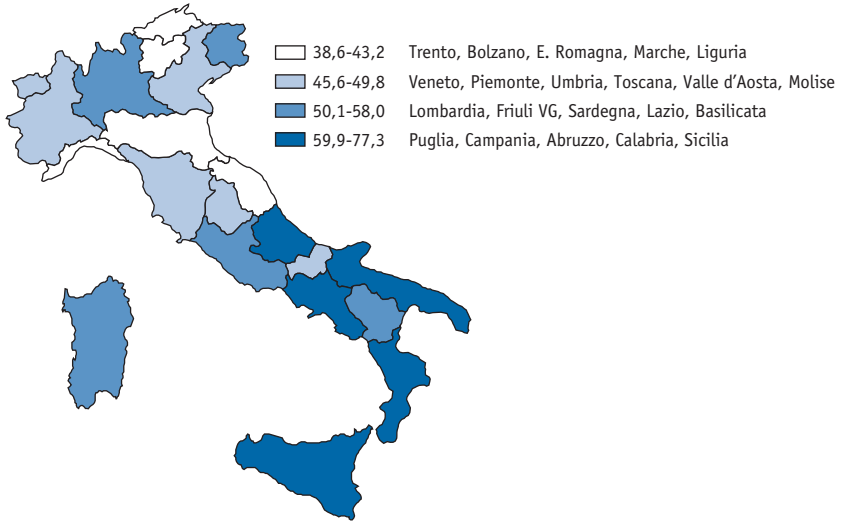 38,6-43,2 Trento, Bolzano, E. Romagna, Marche, Liguria
45,6-49,8 Veneto, Piemonte, Umbria, Toscana, Valle d'Aosta, Molise
50,1-58,0 Lombardia, Friuli VG, Sardegna, Lazio, Basilicata
59,9-77,3 Puglia, Campania, Abruzzo, Calabria, Sicilia